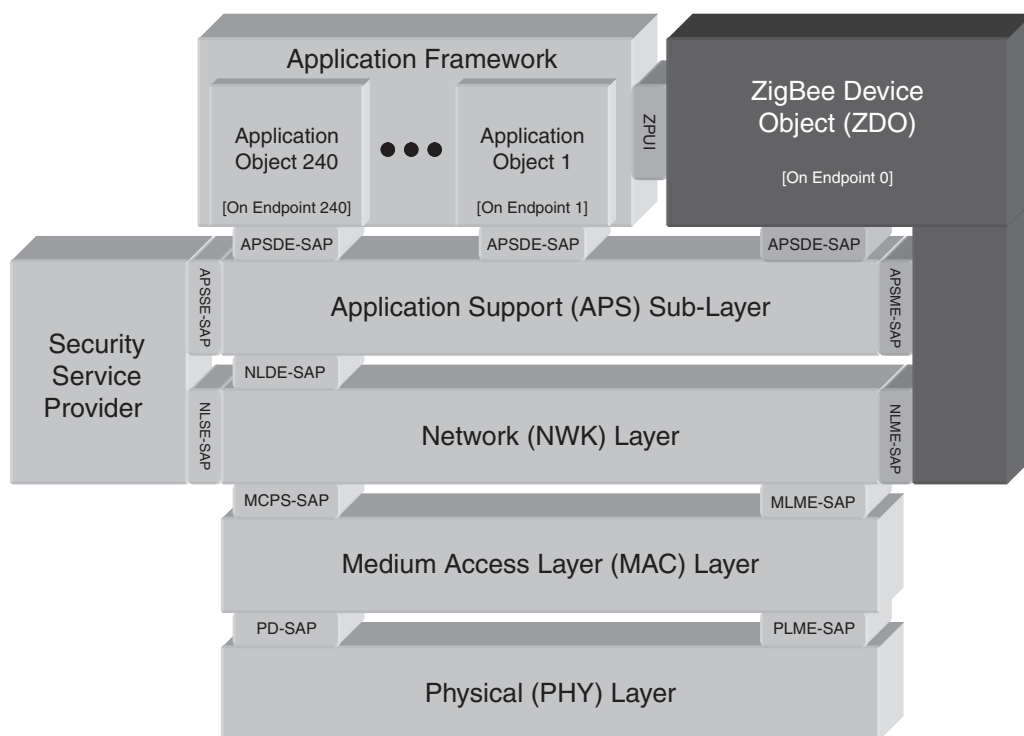 Application Framework
ZigBee Device
Object (ZDO)
[On Endpoint 0]
ZPUI
Application
Object 240
[On Endpoint 240]
Application
Object 1
[On Endpoint 1]
APSDE-SAP
APSDE-SAP
APSDE-SAP
Security
Service
Provider
APSSE-SAP
Application Support (APS) Sub-Layer
APSME-SAP
NLDE-SAP
NLSE-SAP
Network (NWK) Layer
NLME-SAP
MCPS-SAP
MLME-SAP
Medium Access Layer (MAC) Layer
PD-SAP
PLME-SAP
Physical (PHY) Layer